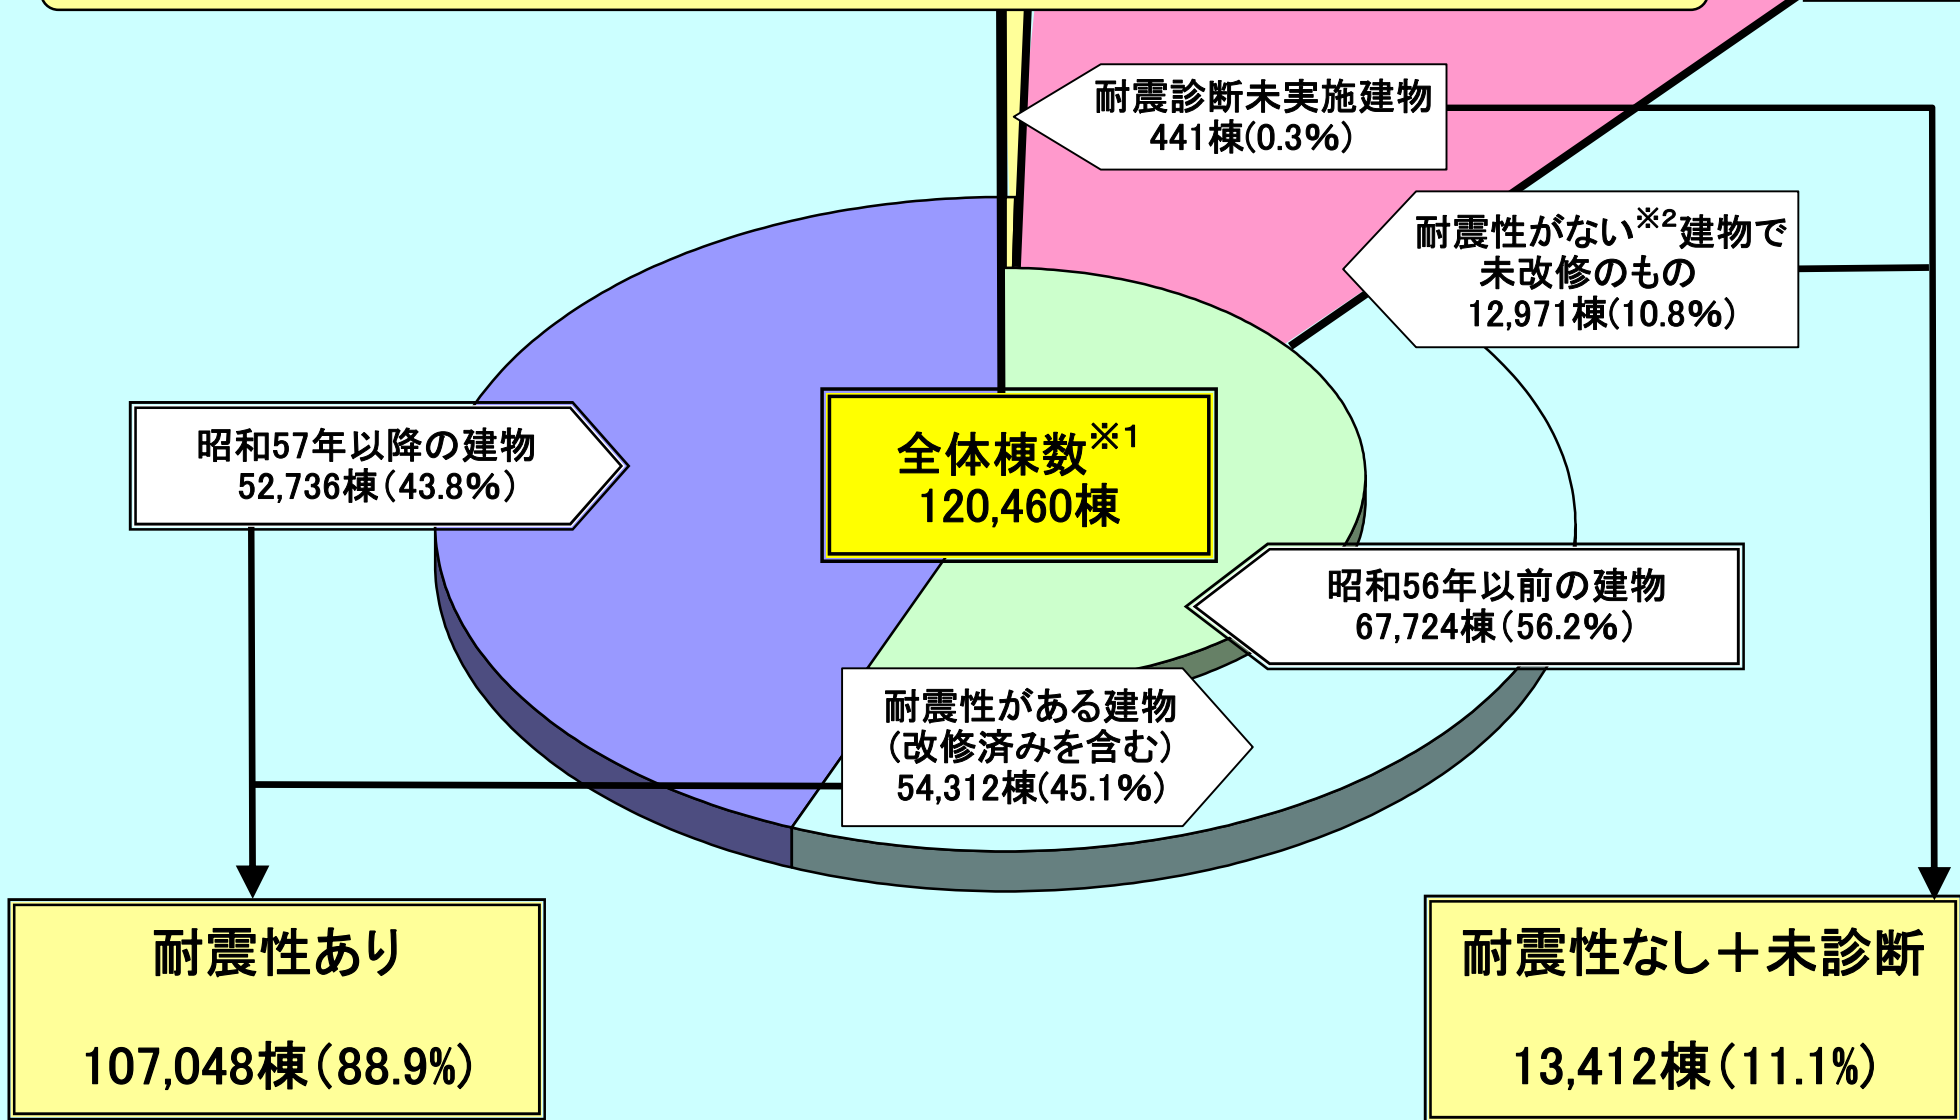 耐震診断未実施建物
441棟(0.3%)
耐震性がない※2建物で
未改修のもの
12,971棟(10.8%)
昭和57年以降の建物
52,736棟(43.8%)
全体棟数※1
120,460棟
昭和56年以前の建物
67,724棟(56.2%)
耐震性がある建物
(改修済みを含む)
54,312棟(45.1%)
耐震性あり
107,048棟(88.9%)
耐震性なし＋未診断
13,412棟(11.1%)